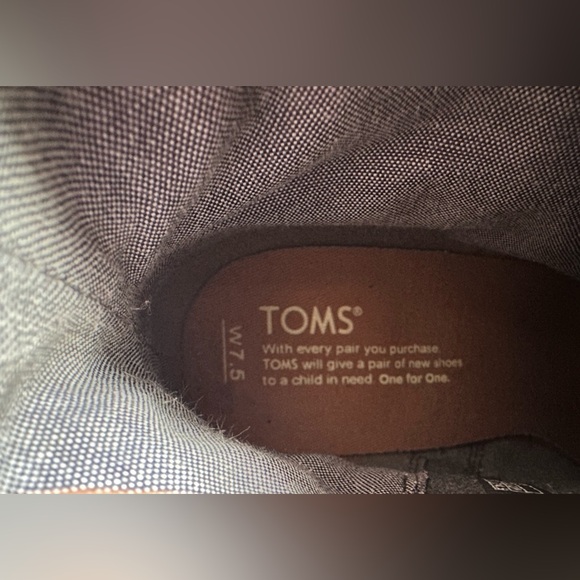 TOMS®
With every pair you purchase,
TOMS will give a pair of new shoes
to a child in need. One for One.
W 7.5